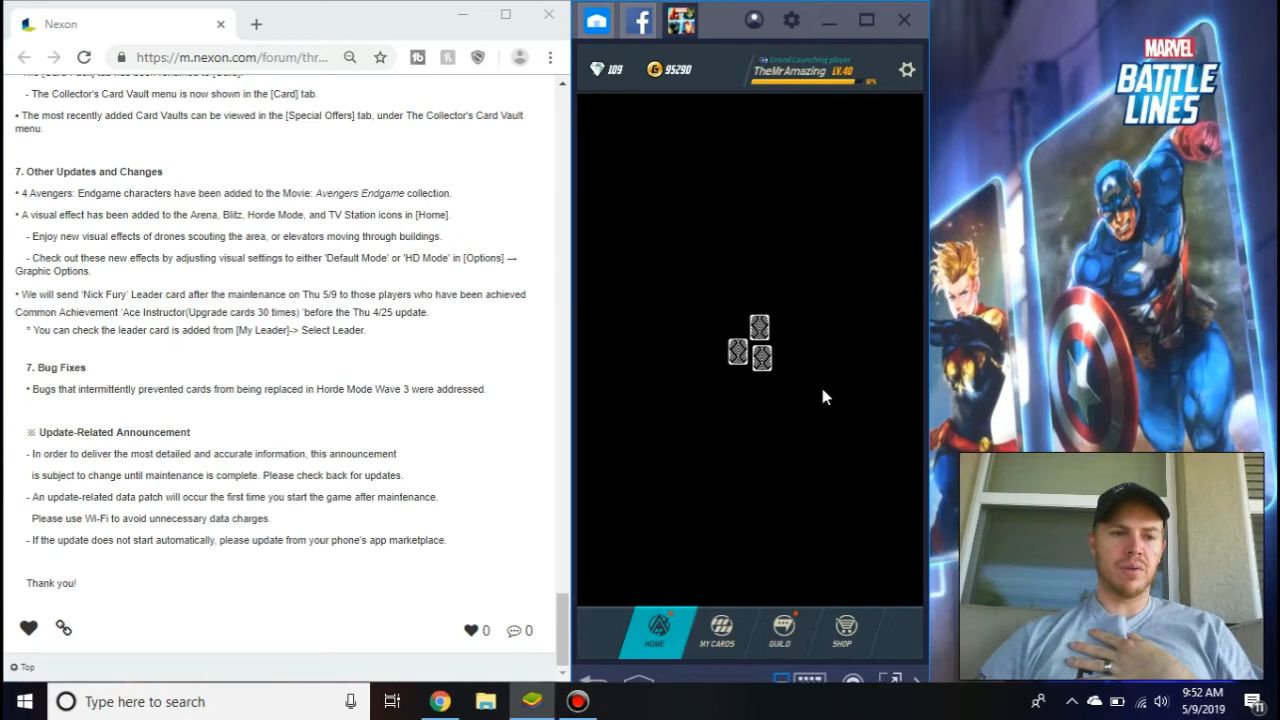 Nexon
https://m.nexon.com/forum/thr...
- The Collector's Card Vault menu is now shown in the [Card] tab.
• The most recently added Card Vaults can be viewed in the [Special Offers] tab, under The Collector's Card Vault
menu.
7. Other Updates and Changes
• 4 Avengers: Endgame characters have been added to the Movie: Avengers Endgame collection.
• A visual effect has been added to the Arena, Blitz, Horde Mode, and TV Station icons in [Home].
- Enjoy new visual effects of drones scouting the area, or elevators moving through buildings.
- Check out these new effects by adjusting visual settings to either 'Default Mode' or 'HD Mode' in [Options] →
Graphic Options.
• We will send 'Nick Fury' Leader card after the maintenance on Thu 5/9 to those players who have been achieved
Common Achievement 'Ace Instructor(Upgrade cards 30 times) 'before the Thu 4/25 update.
* You can check the leader card is added from [My Leader]-> Select Leader.
7. Bug Fixes
• Bugs that intermittently prevented cards from being replaced in Horde Mode Wave 3 were addressed.
※ Update-Related Announcement
- In order to deliver the most detailed and accurate information, this announcement
is subject to change until maintenance is complete. Please check back for updates.
- An update-related data patch will occur the first time you start the game after maintenance.
Please use Wi-Fi to avoid unnecessary data charges.
- If the update does not start automatically, please update from your phone's app marketplace.
Thank you!
0 0
Top
109 95290
Grand Launching player
TheMrAmazing LV.40
HOME MY CARDS GUILD SHOP
MARVEL
BATTLE
LINES
Type here to search
9:52 AM
5/9/2019
11